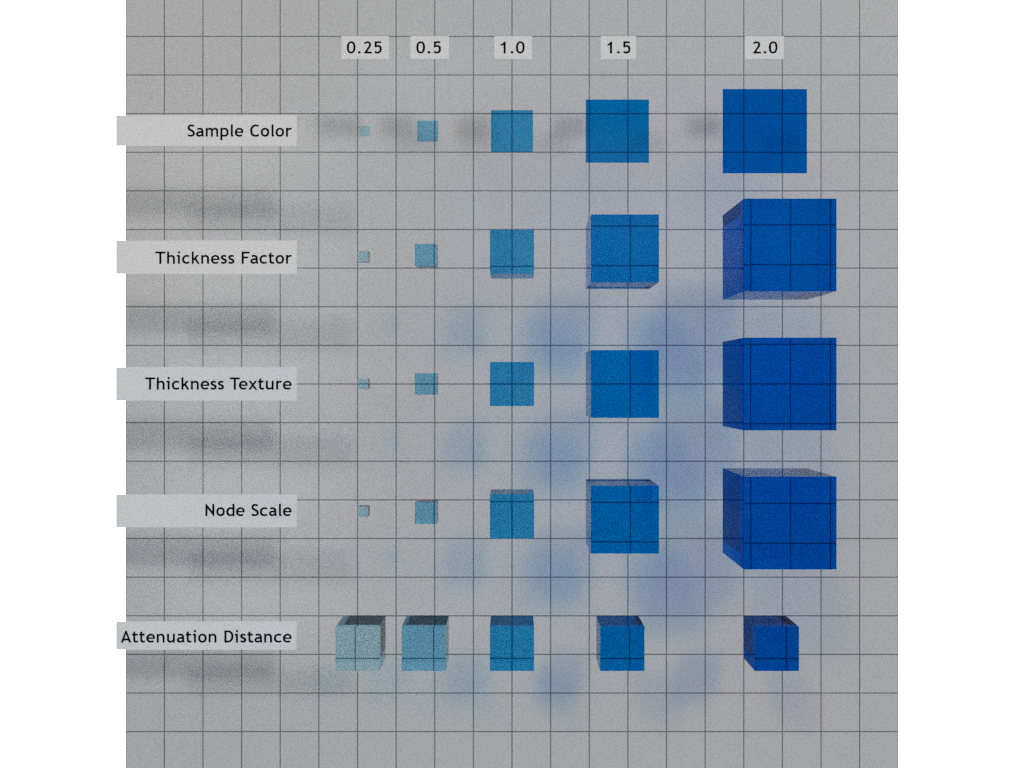 0.25 0.5 1.0 1.5 2.0
Sample Color
Thickness Factor
Thickness Texture
Node Scale
Attenuation Distance